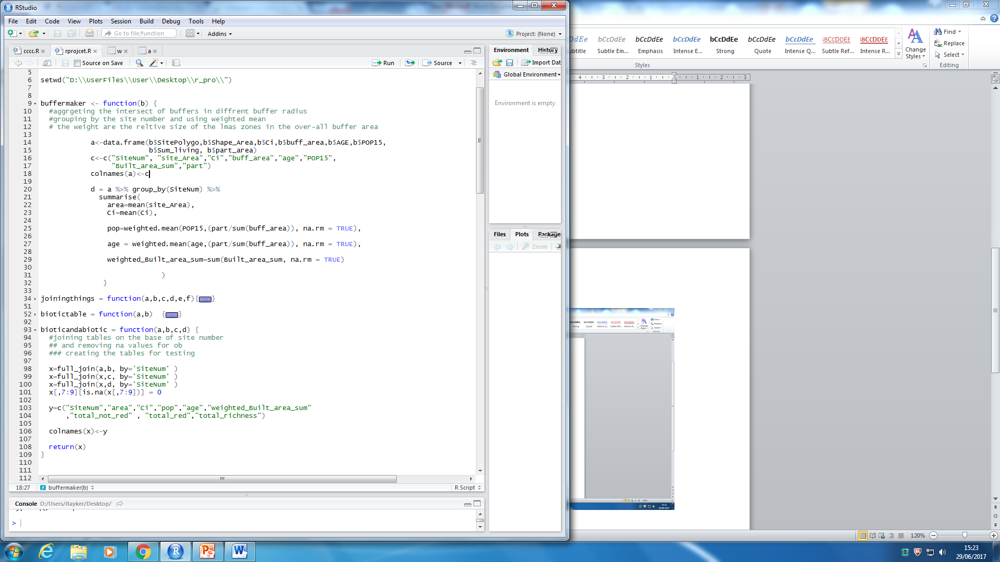 RStudio
File Edit Code View Plots Session Build Debug Tools Help
Go to file/function Addins Project: (None)
cccc.R rprojcet.R w a
Source on Save Run Source
5
6 setwd("D:\\UserFiles\\User\\Desktop\\r_pro\\")
7
8
9 buffermaker <- function(b) {
10 #aggrgeting the intersect of buffers in diffrent buffer radius
11 #grouping by the site number and using weighted mean
12 # the weight are the reltive size of the lmas zones in the over-all buffer area
13
14 a<-data.frame(b$SitePolygo,b$Shape_Area,b$Ci,b$buff_area,b$AGE,b$POP15,
15 b$Sum_living, b$part_area)
16 c<-c("SiteNum", "site_Area","Ci","buff_area","age","POP15",
17 "Built_area_sum","part")
18 colnames(a)<-c
19
20 d = a %>% group_by(SiteNum) %>%
21 summarise(
22 area=mean(site_Area),
23 Ci=mean(Ci),
24
25 pop=weighted.mean(POP15,(part/sum(buff_area)), na.rm = TRUE),
26
27 age = weighted.mean(age,(part/sum(buff_area)), na.rm = TRUE),
28
29 weighted_Built_area_sum=sum(Built_area_sum, na.rm = TRUE)
30
31 )
32 }
33
34 joiningthings = function(a,b,c,d,e,f){}
51
52 biotictable = function(a,b) {}
92
93 bioticandabiotic = function(a,b,c,d) {
94 #joining tables on the base of site number
95 ## and removing na values for ob
96 ### creating the tables for testing
97
98 x=full_join(a,b, by='SiteNum' )
99 x=full_join(x,c, by='SiteNum' )
100 x=full_join(x,d, by='SiteNum' )
101 x[,7:9][is.na(x[,7:9])] = 0
102
103 y=c("SiteNum","area","Ci","pop","age","weighted_Built_area_sum"
104 ,"total_not_red" , "total_red","total_richness")
105
106 colnames(x)<-y
107
108 return(x)
109 }
110
111
112
18:27 buffermaker(b) R Script
Console D:/Users/itayker/Desktop/
>
Environment History
Import Dat
Global Environment
Environment is empty
Files Plots Package
Zoom
DdEe bCcDdEe bCcDdEe bCcDdEe bCcDdEe bCcDdEe bCcDdEe BCCDDEE BCCDDEE
btitle Subtle Em... Emphasis Intense E... Strong Quote Intense Q... Subtle Ref... Intense R...
Change Styles
Find
Replace
Select
Styles Editing
4 3 2 1 1 2 3
120%
15:23
29/06/2017